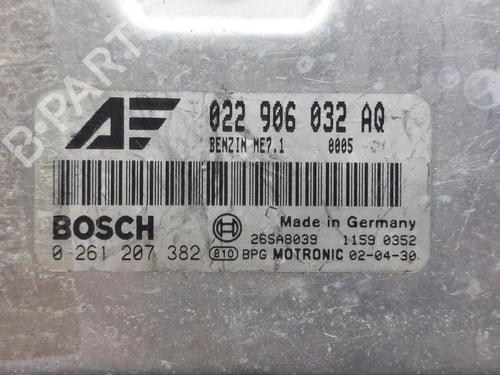 AF 022 906 032 AQ
BENZIN ME7.1 0005
BOSCH Made in Germany
26SA8039 1159 0352
0 261 207 382 810 BPG MOTRONIC 02-04-30
B-PARTS